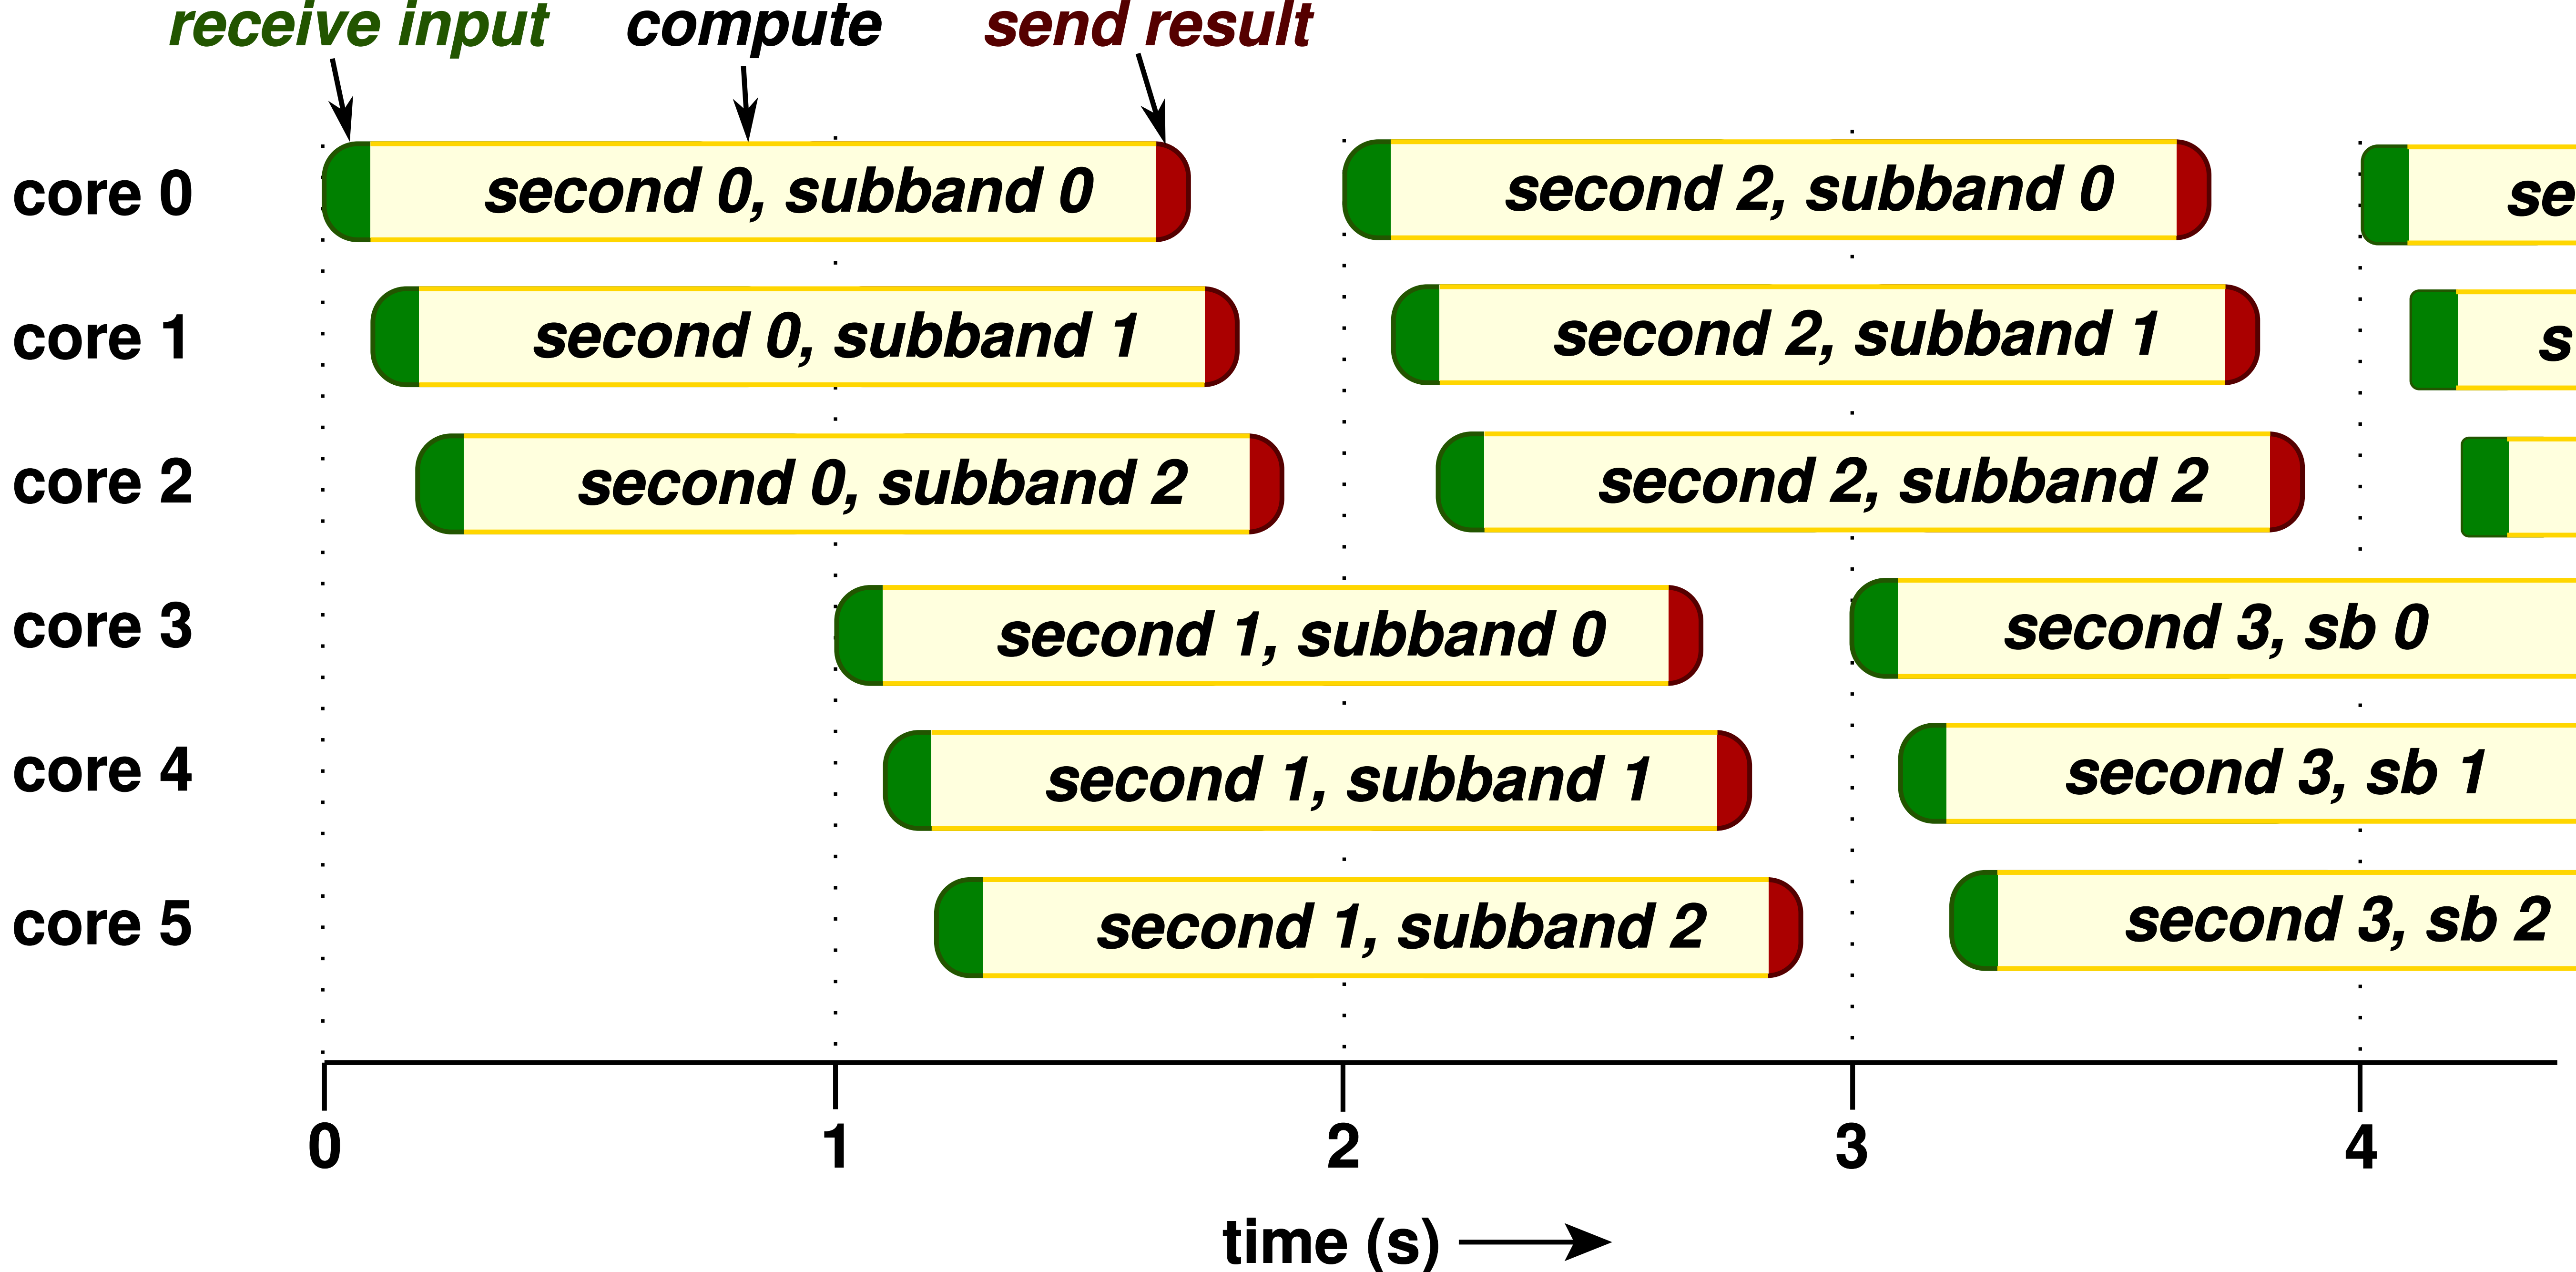 receive input compute send result
core 0 second 0, subband 0 second 2, subband 0 se
core 1 second 0, subband 1 second 2, subband 1 s
core 2 second 0, subband 2 second 2, subband 2
core 3 second 1, subband 0 second 3, sb 0
core 4 second 1, subband 1 second 3, sb 1
core 5 second 1, subband 2 second 3, sb 2
0 1 2 3 4
time (s)